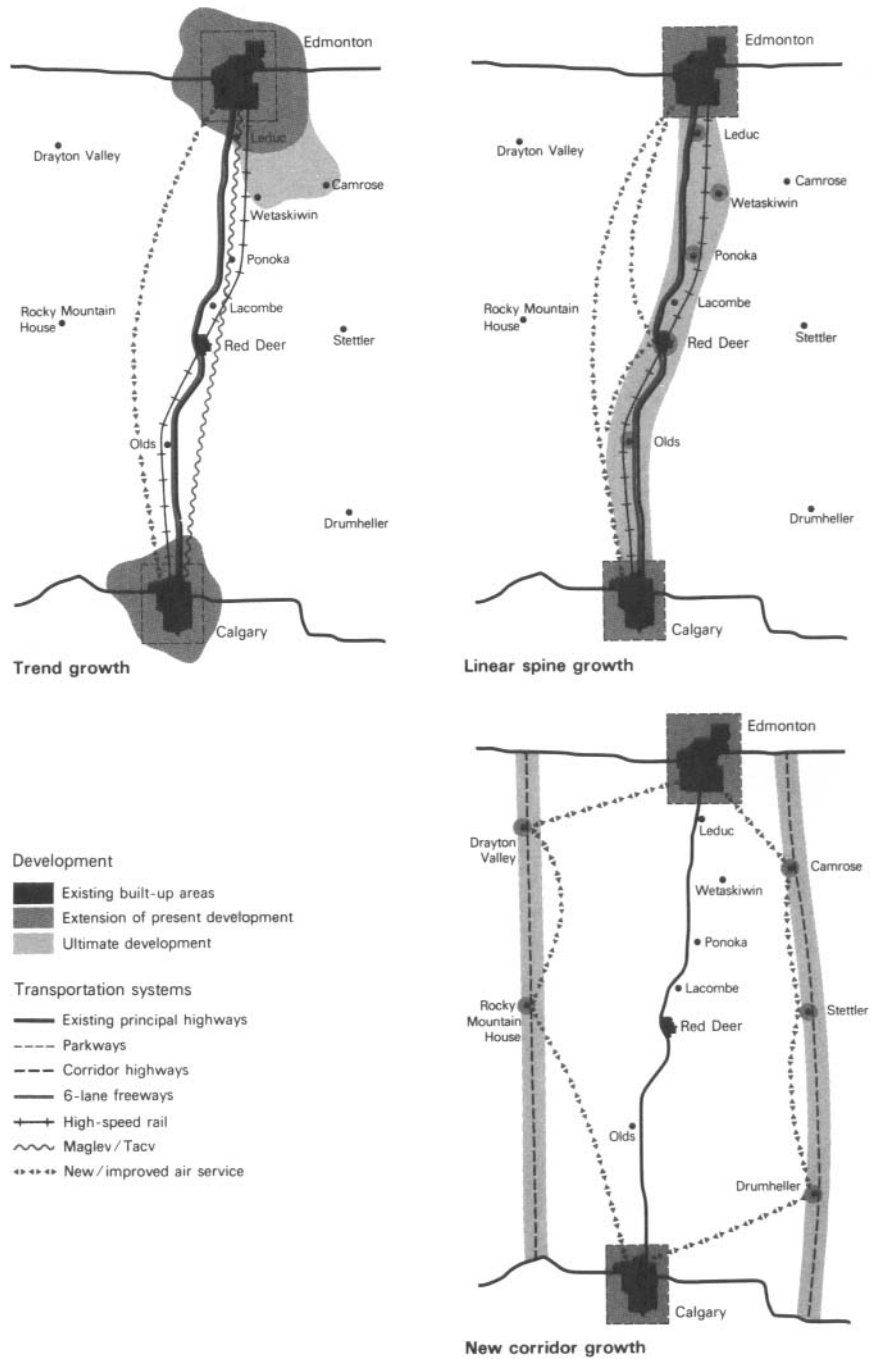 Edmonton
Leduc
Drayton Valley
Camrose
Wetaskiwin
Ponoka
Lacombe
Rocky Mountain
House
Red Deer
Stettler
Olds
Drumheller
Calgary
Trend growth
Edmonton
Leduc
Drayton Valley
Camrose
Wetaskiwin
Ponoka
Lacombe
Rocky Mountain
House
Red Deer
Stettler
Olds
Drumheller
Calgary
Linear spine growth
Development
Existing built-up areas
Extension of present development
Ultimate development
Transportation systems
Existing principal highways
Parkways
Corridor highways
6-lane freeways
High-speed rail
Maglev/Tacv
New/improved air service
Edmonton
Leduc
Drayton
Valley
Camrose
Wetaskiwin
Ponoka
Lacombe
Rocky
Mountain
House
Stettler
Red Deer
Olds
Drumheller
Calgary
New corridor growth